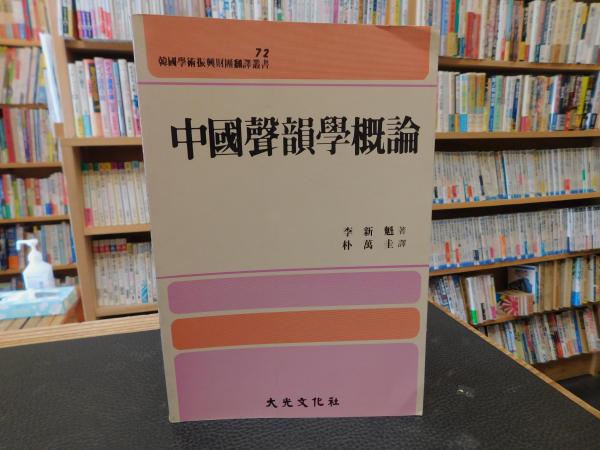 72
韓國學術振興財團飜譯叢書
中國聲韻學概論
李新魁 著
朴萬圭 譯
大光文化社